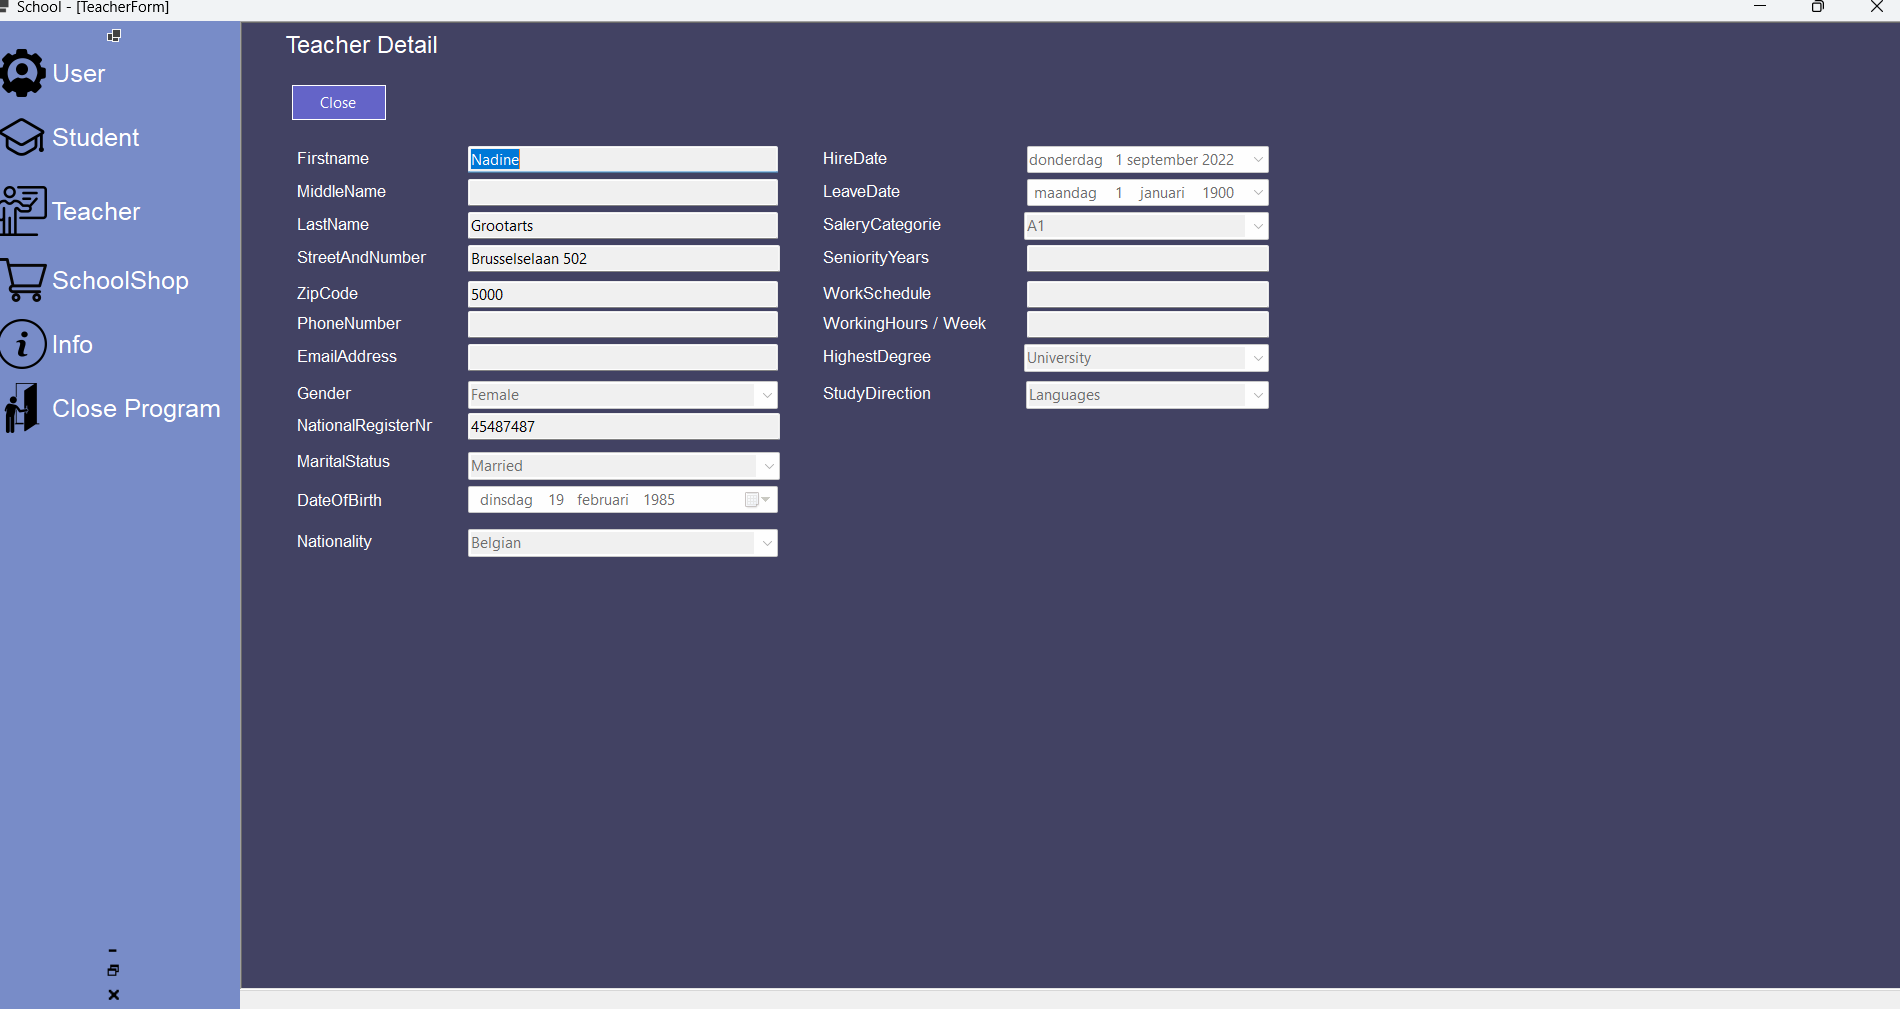 School - [TeacherForm]
User
Student
Teacher
SchoolShop
Info
Close Program
Teacher Detail
Close
Firstname Nadine
MiddleName
LastName Grootarts
StreetAndNumber Brusselselaan 502
ZipCode 5000
PhoneNumber
EmailAddress
Gender Female
NationalRegisterNr 45487487
MaritalStatus Married
DateOfBirth dinsdag 19 februari 1985
Nationality Belgian
HireDate donderdag 1 september 2022
LeaveDate maandag 1 januari 1900
SaleryCategorie A1
SeniorityYears
WorkSchedule
WorkingHours / Week
HighestDegree University
StudyDirection Languages